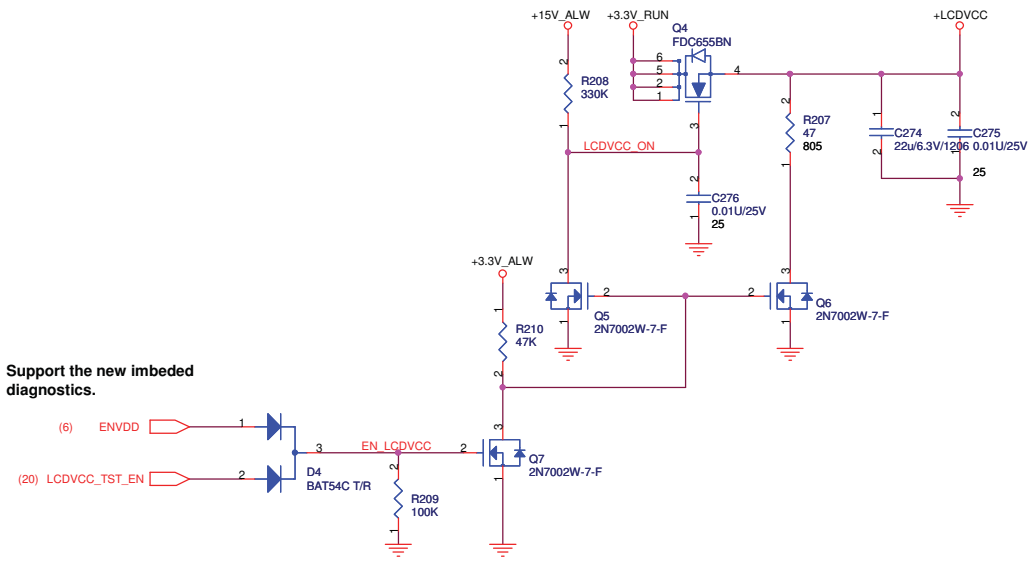 +15V_ALW
+3.3V_RUN
+LCDVCC
Q4
FDC655BN
6
5
2
1
4
3
2
R208
330K
1
LCDVCC_ON
2
C276
0.01U/25V
1
25
2
R207
47
805
1
1
C274
22u/6.3V/1206
2
2
C275
0.01U/25V
1
25
+3.3V_ALW
3
2
Q5
2N7002W-7-F
1
3
2
Q6
2N7002W-7-F
1
1
R210
47K
2
Support the new imbeded
diagnostics.
(6) ENVDD
1
(20) LCDVCC_TST_EN
2
3
D4
BAT54C T/R
EN_LCDVCC
2
R209
100K
1
3
2
Q7
2N7002W-7-F
1